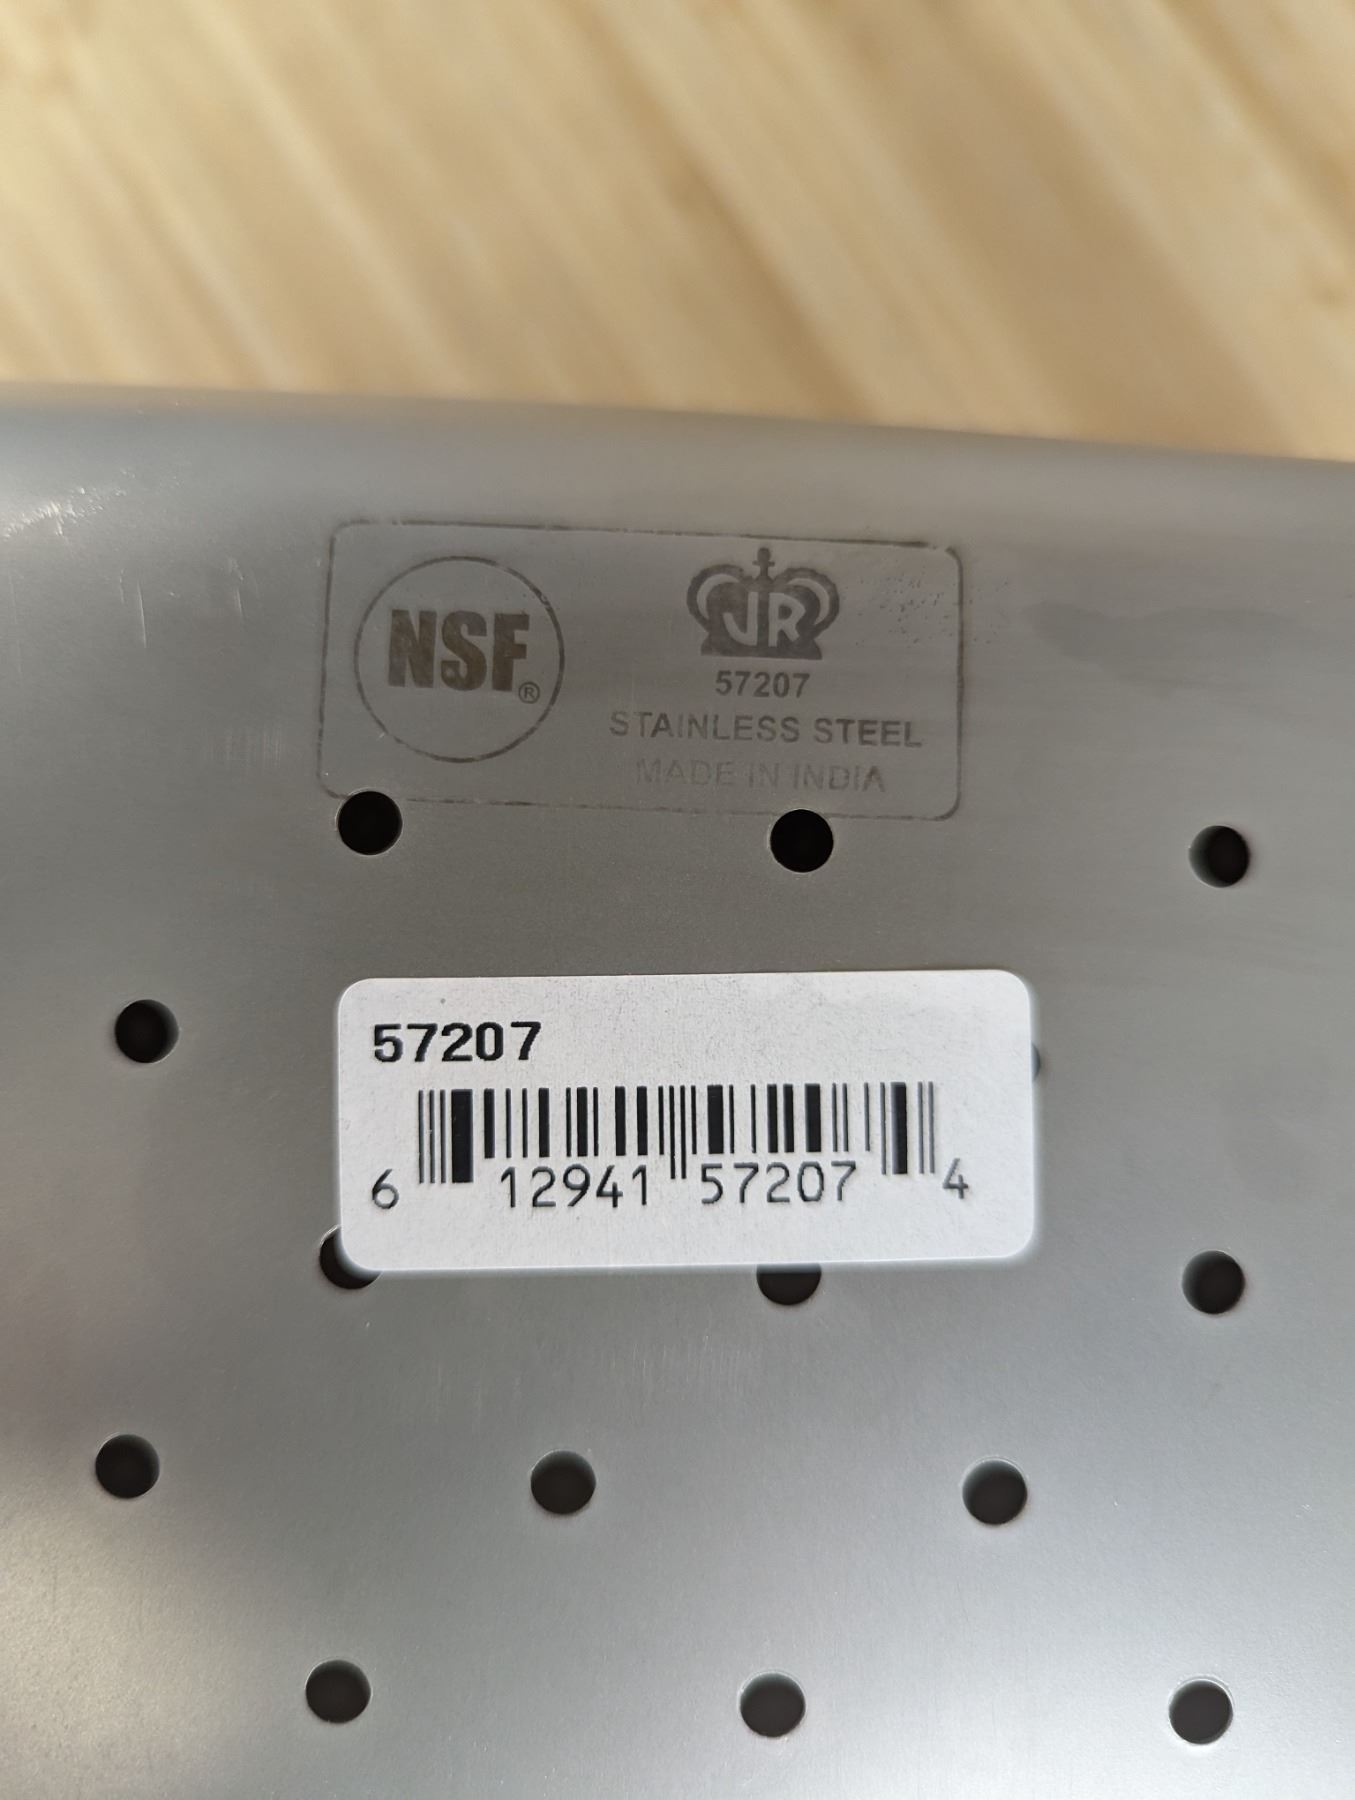 NSF®
JR
57207
STAINLESS STEEL
MADE IN INDIA
57207
6 12941 57207 4